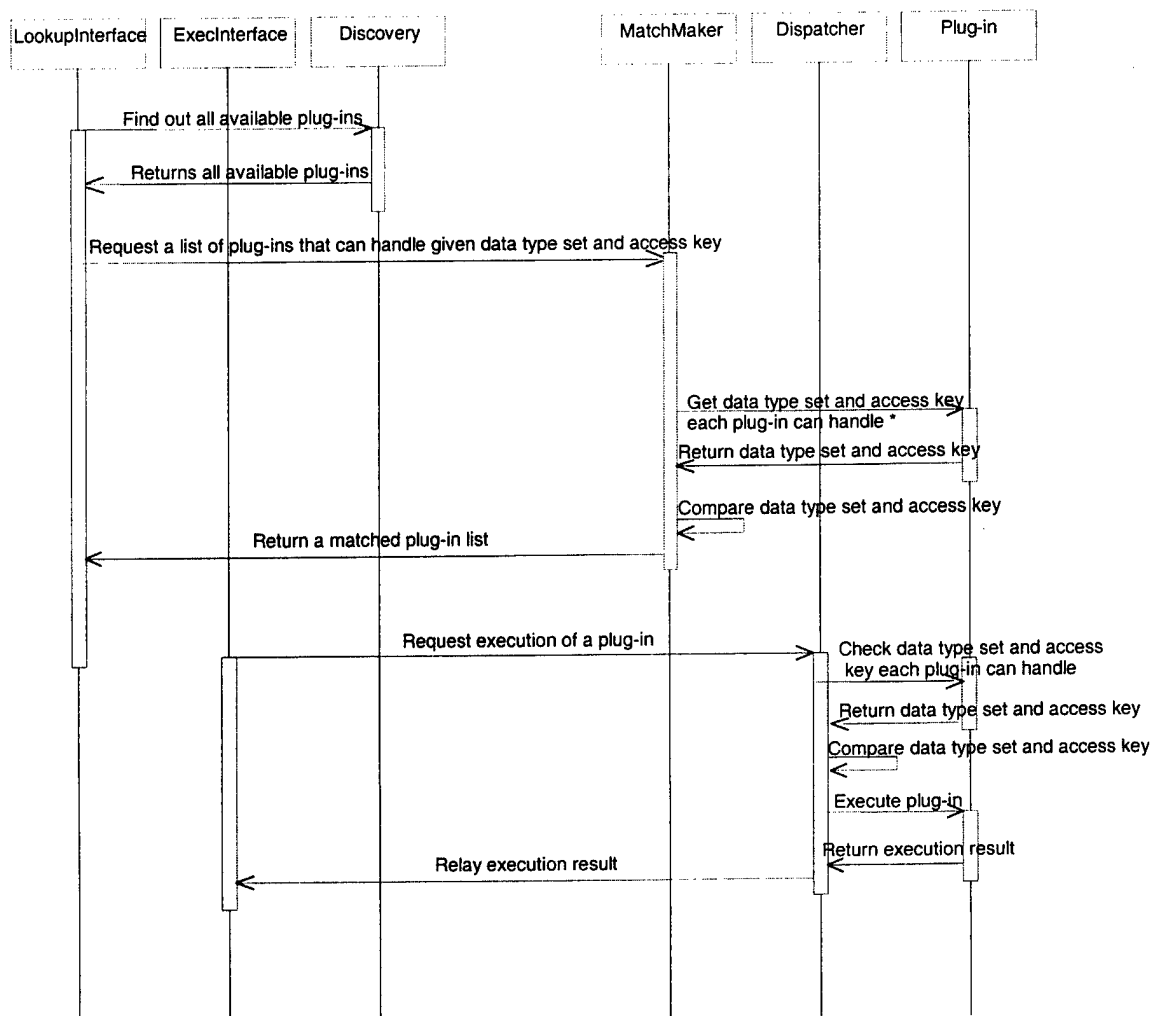 LookupInterface
ExecInterface
Discovery
MatchMaker
Dispatcher
Plug-in
Find out all available plug-ins
Returns all available plug-ins
Request a list of plug-ins that can handle given data type set and access key
Get data type set and access key
each plug-in can handle *
Return data type set and access key
Compare data type set and access key
Return a matched plug-in list
Request execution of a plug-in
Check data type set and access
key each plug-in can handle
Return data type set and access key
Compare data type set and access key
Execute plug-in
Return execution result
Relay execution result